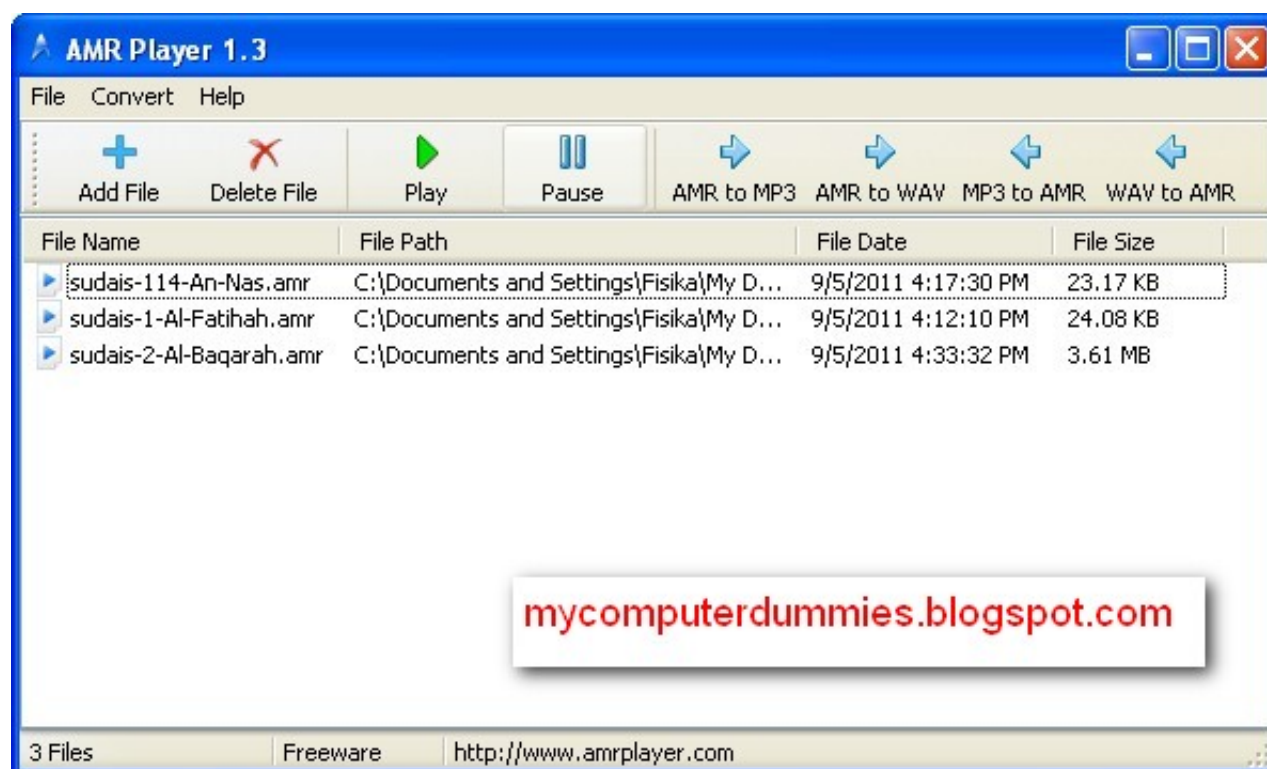 AMR Player 1.3
File Convert Help
Add File Delete File Play Pause AMR to MP3 AMR to WAV MP3 to AMR WAV to AMR
File Name File Path File Date File Size
sudais-114-An-Nas.amr C:\Documents and Settings\Fisika\My D... 9/5/2011 4:17:30 PM 23.17 KB
sudais-1-Al-Fatihah.amr C:\Documents and Settings\Fisika\My D... 9/5/2011 4:12:10 PM 24.08 KB
sudais-2-Al-Baqarah.amr C:\Documents and Settings\Fisika\My D... 9/5/2011 4:33:32 PM 3.61 MB
mycomputerdummies.blogspot.com
3 Files Freeware http://www.amrplayer.com